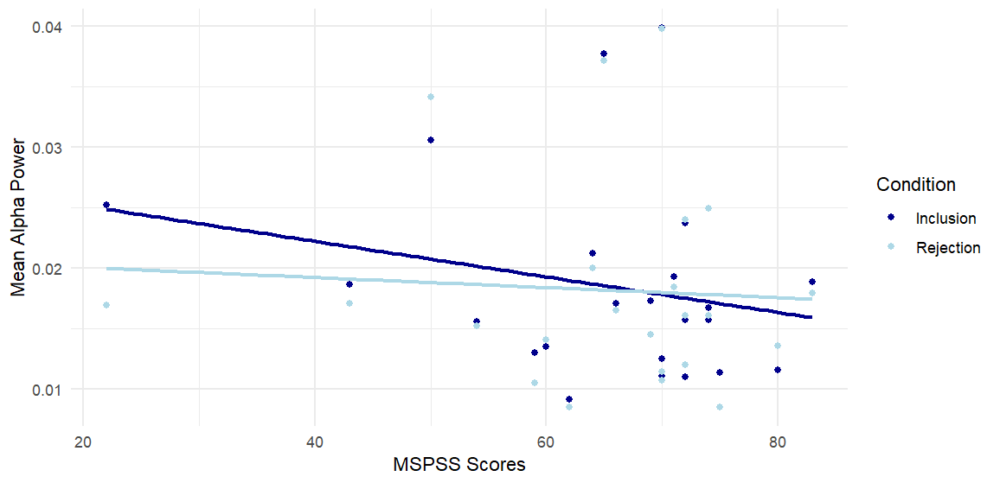 0.04
0.03
0.02
0.01
Mean Alpha Power
20
40
60
80
MSPSS Scores
Condition
Inclusion
Rejection